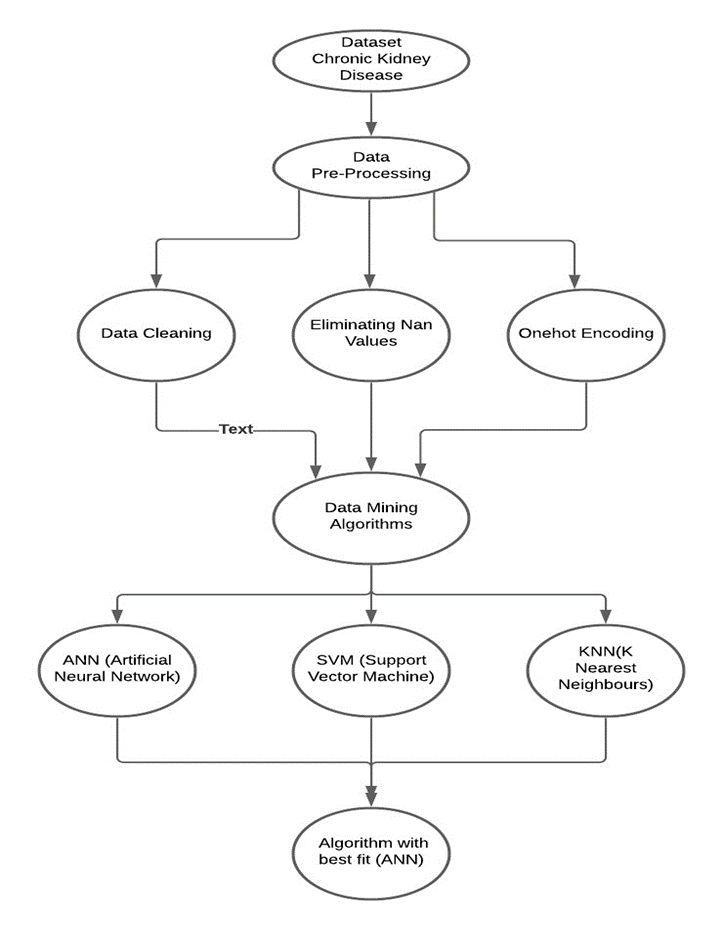 Dataset
Chronic Kidney
Disease
Data
Pre-Processing
Data Cleaning
Eliminating Nan
Values
Onehot Encoding
Text
Data Mining
Algorithms
ANN (Artificial
Neural Network)
SVM (Support
Vector Machine)
KNN(K
Nearest
Neighbours)
Algorithm with
best fit (ANN)